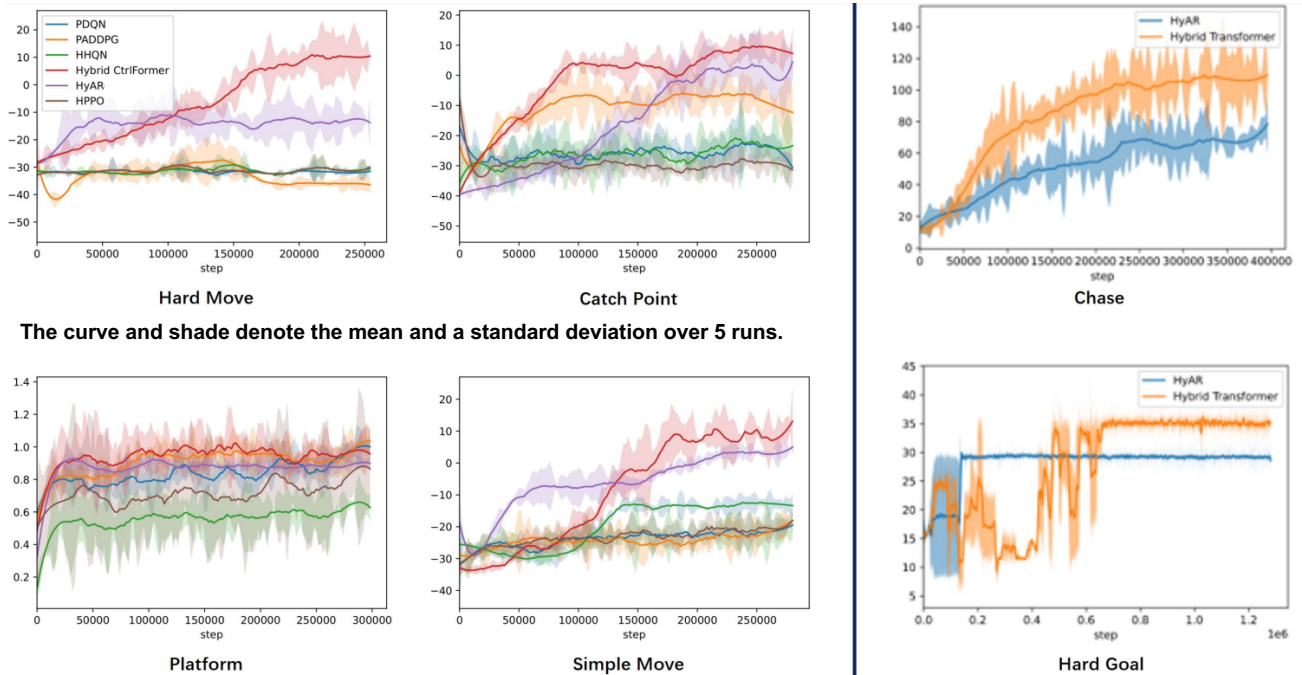 20
10
0
−10
−20
−30
−40
−50
PDQN
PADDPG
HHQN
Hybrid CtrlFormer
HyAR
HPPO
0 50000 100000 150000 200000 250000
step
Hard Move
20
10
0
−10
−20
−30
−40
−50
0 50000 100000 150000 200000 250000
step
Catch Point
140
120
100
80
60
40
20
0
HyAR
Hybrid Transformer
0 50000 100000 150000 200000 250000 300000 350000 400000
step
Chase
The curve and shade denote the mean and a standard deviation over 5 runs.
1.4
1.2
1.0
0.8
0.6
0.4
0.2
0 50000 100000 150000 200000 250000 300000
step
Platform
20
10
0
−10
−20
−30
−40
0 50000 100000 150000 200000 250000
step
Simple Move
45
40
35
30
25
20
15
10
5
HyAR
Hybrid Transformer
0.0 0.2 0.4 0.6 0.8 1.0 1.2
step
1e6
Hard Goal